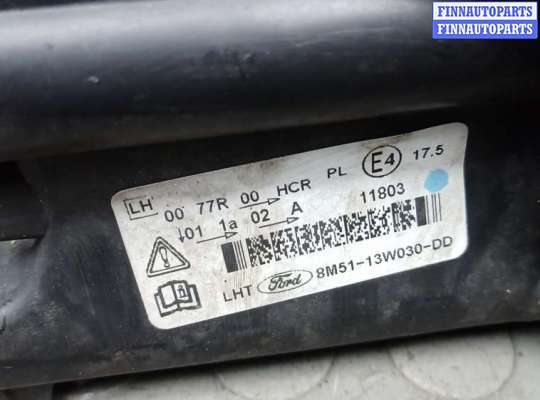 FINNAUTOPARTS
FINNAUTOPARTS
LH 00 77R 00 HCR PL E4 17.5
01 1a 02 A 11803
LHT Ford 8M51-13W030-DD